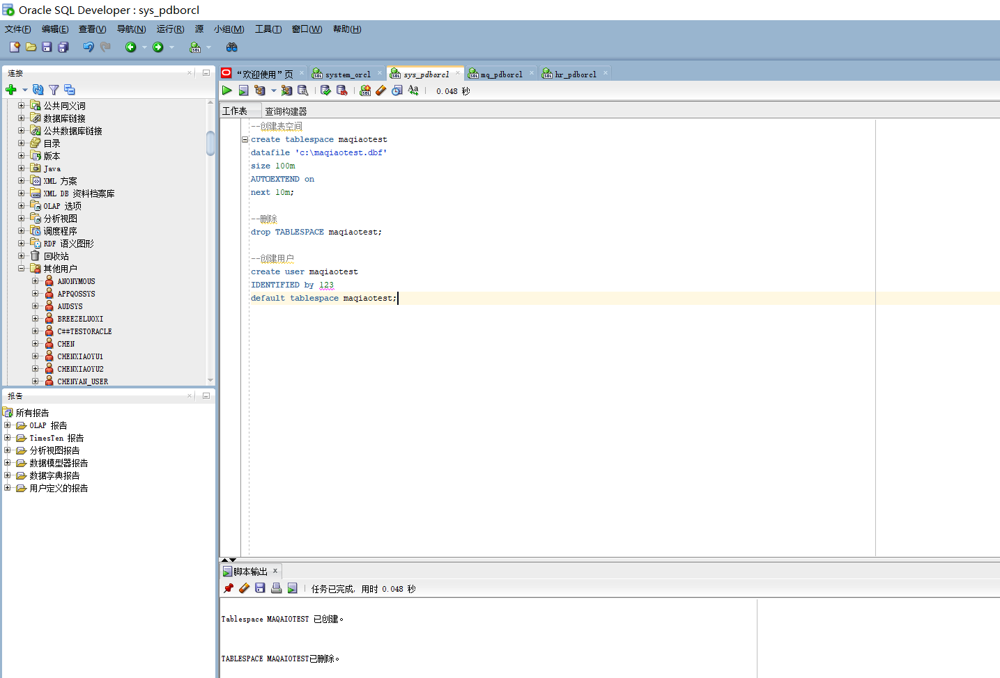 Oracle SQL Developer : sys_pdborcl
文件(F) 编辑(E) 查看(V) 导航(N) 运行(R) 源 小组(M) 工具(T) 窗口(W) 帮助(H)
连接
公共同义词
数据库链接
公共数据库链接
目录
版本
Java
XML 方案
XML DB 资料档案库
OLAP 选项
分析视图
调度程序
RDF 语义图形
回收站
其他用户
ANONYMOUS
APPQOSSYS
AUDSYS
BREEZELUOXI
C##TESTORACLE
CHEN
CHENXIAOYU1
CHENXIAOYU2
CHENYAN_USER
报告
所有报告
OLAP 报告
TimesTen 报告
分析视图报告
数据模型器报告
数据字典报告
用户定义的报告
“欢迎使用”页 system_orcl sys_pdborcl mq_pdborcl hr_pdborcl
0.048 秒
工作表 查询构建器
--创建表空间
create tablespace maqiaotest
datafile 'c:\maqiaotest.dbf'
size 100m
AUTOEXTEND on
next 10m;
--删除
drop TABLESPACE maqiaotest;
--创建用户
create user maqiaotest
IDENTIFIED by 123
default tablespace maqiaotest;
脚本输出 x
任务已完成, 用时 0.048 秒
Tablespace MAQAIOTEST 已创建。
TABLESPACE MAQAIOTEST已删除。